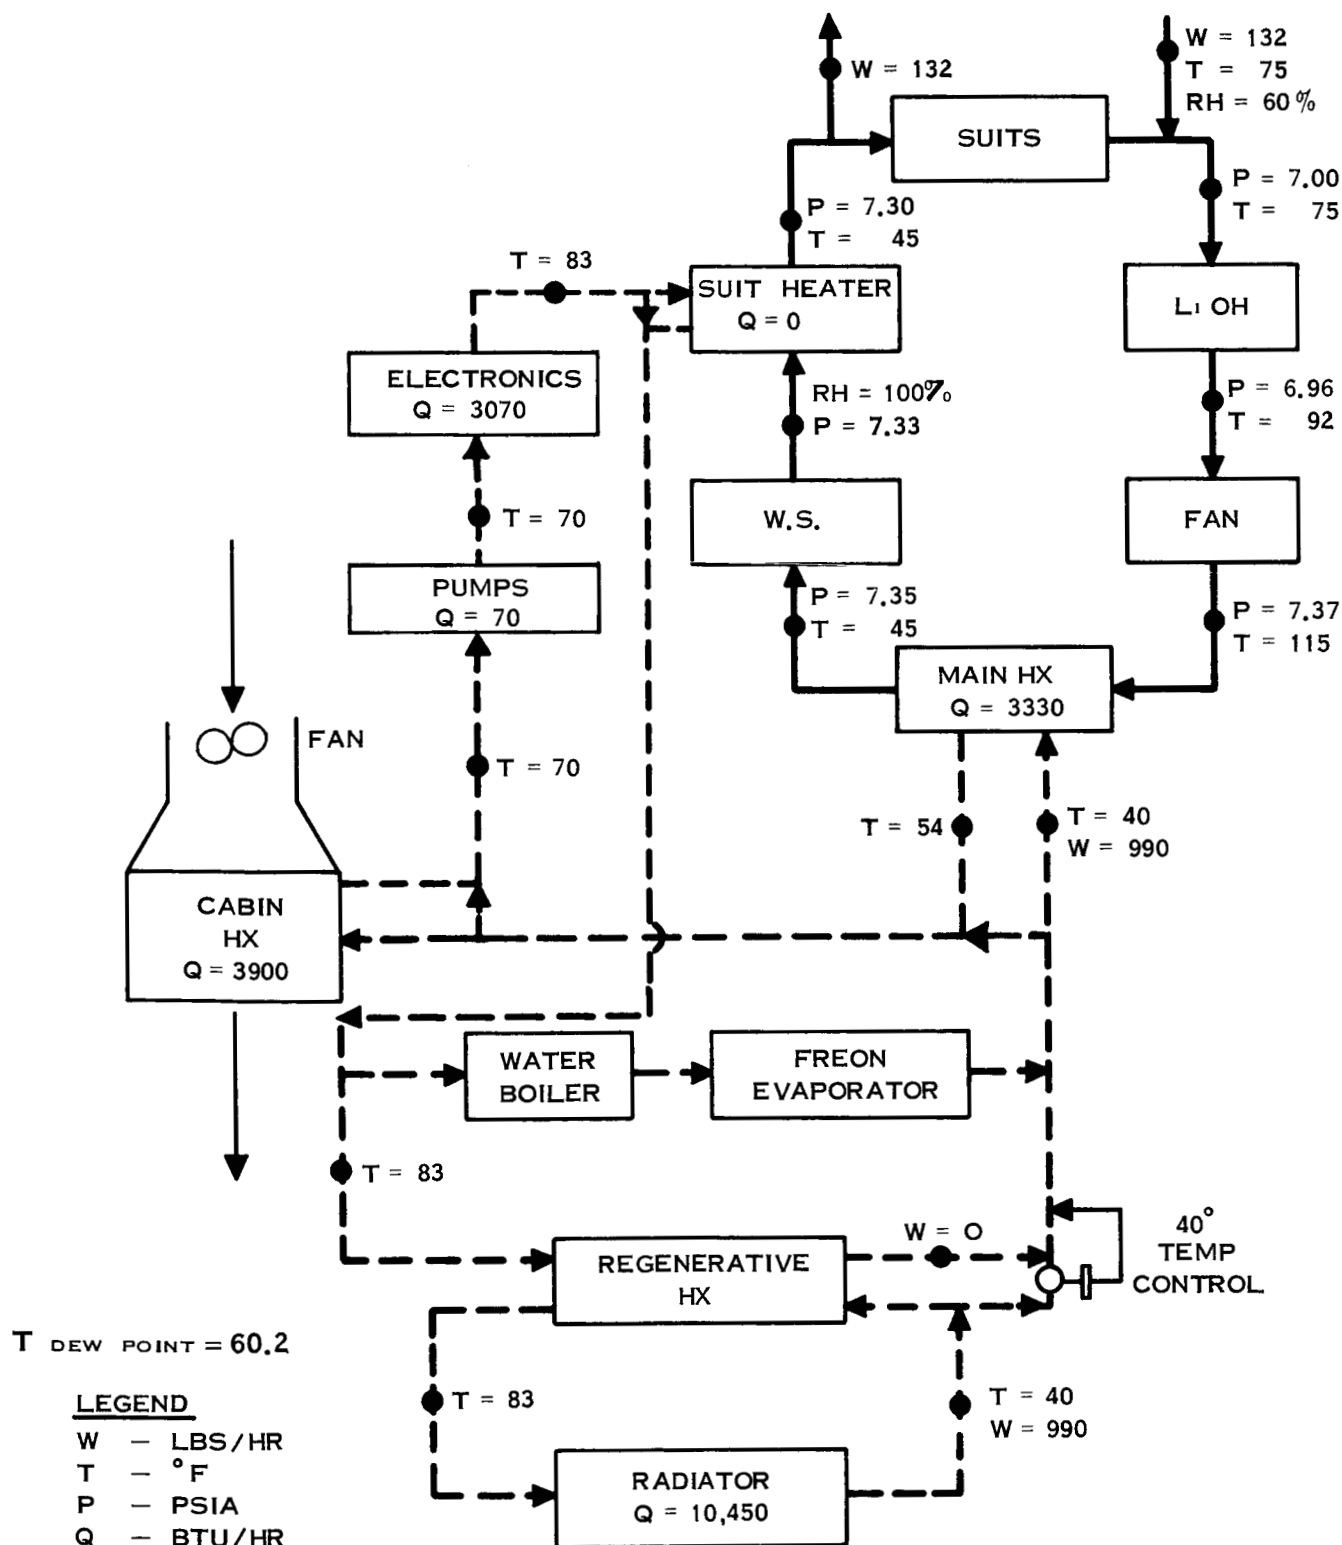 W = 132
W = 132
T = 75
RH = 60%
SUITS
P = 7.00
T = 75
P = 7.30
T = 45
T = 83
SUIT HEATER
Q = 0
LI OH
ELECTRONICS
Q = 3070
RH = 100%
P = 7.33
P = 6.96
T = 92
T = 70
W.S.
FAN
PUMPS
Q = 70
P = 7.35
T = 45
P = 7.37
T = 115
MAIN HX
Q = 3330
FAN
T = 70
T = 54
T = 40
W = 990
CABIN
HX
Q = 3900
WATER
BOILER
FREON
EVAPORATOR
T = 83
W = 0
40°
TEMP
CONTROL
REGENERATIVE
HX
T DEW POINT = 60.2
T = 83
T = 40
W = 990
LEGEND
W – LBS/HR
T – °F
P – PSIA
Q – BTU/HR
RADIATOR
Q = 10,450